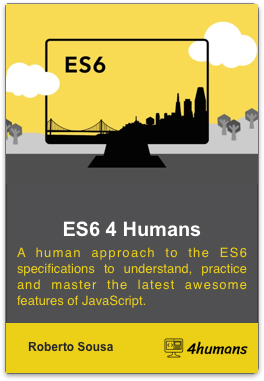 ES6
ES6 4 Humans
A human approach to the ES6
specifications to understand, practice
and master the latest awesome
features of JavaScript.
Roberto Sousa
4humans